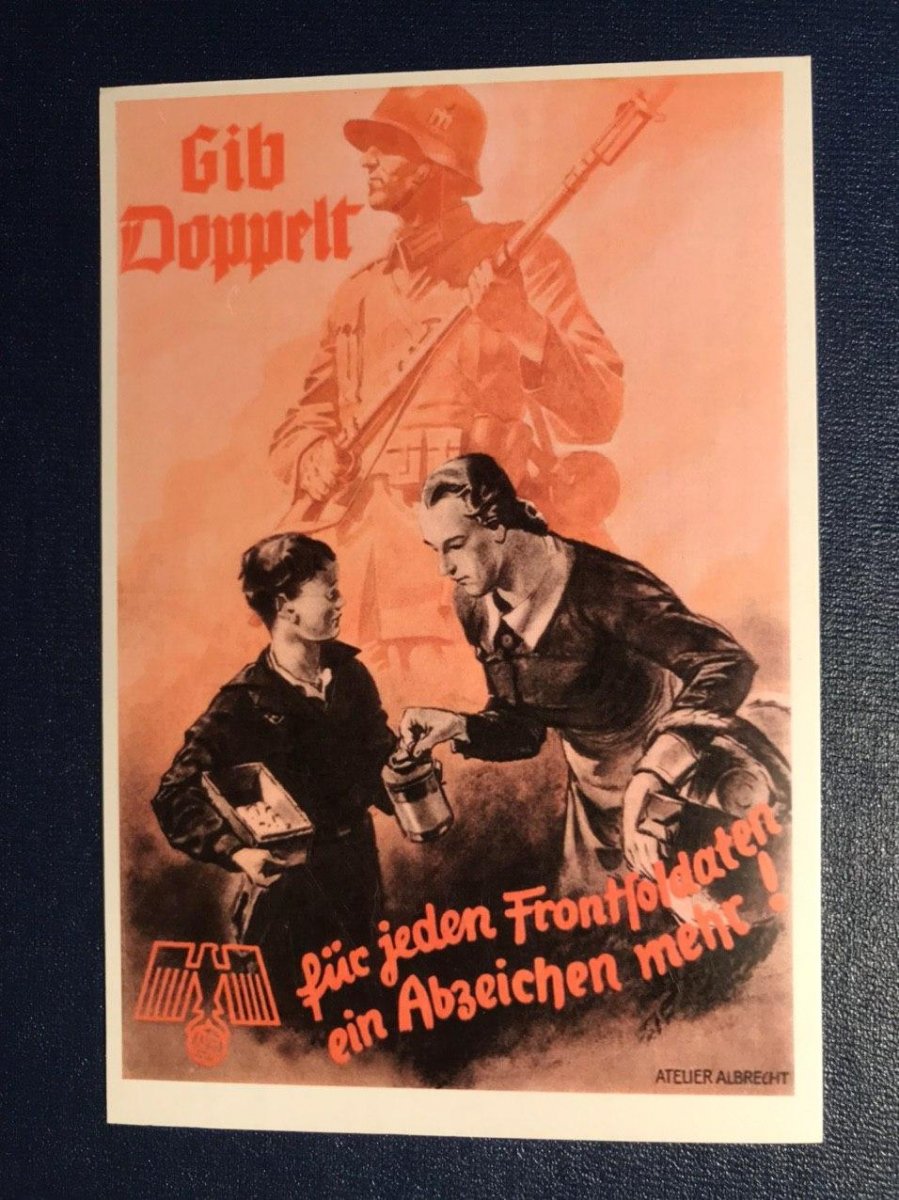 Gib
Doppelt
für jeden Frontsoldaten
ein Abzeichen mehr!
ATELIER ALBRECHT